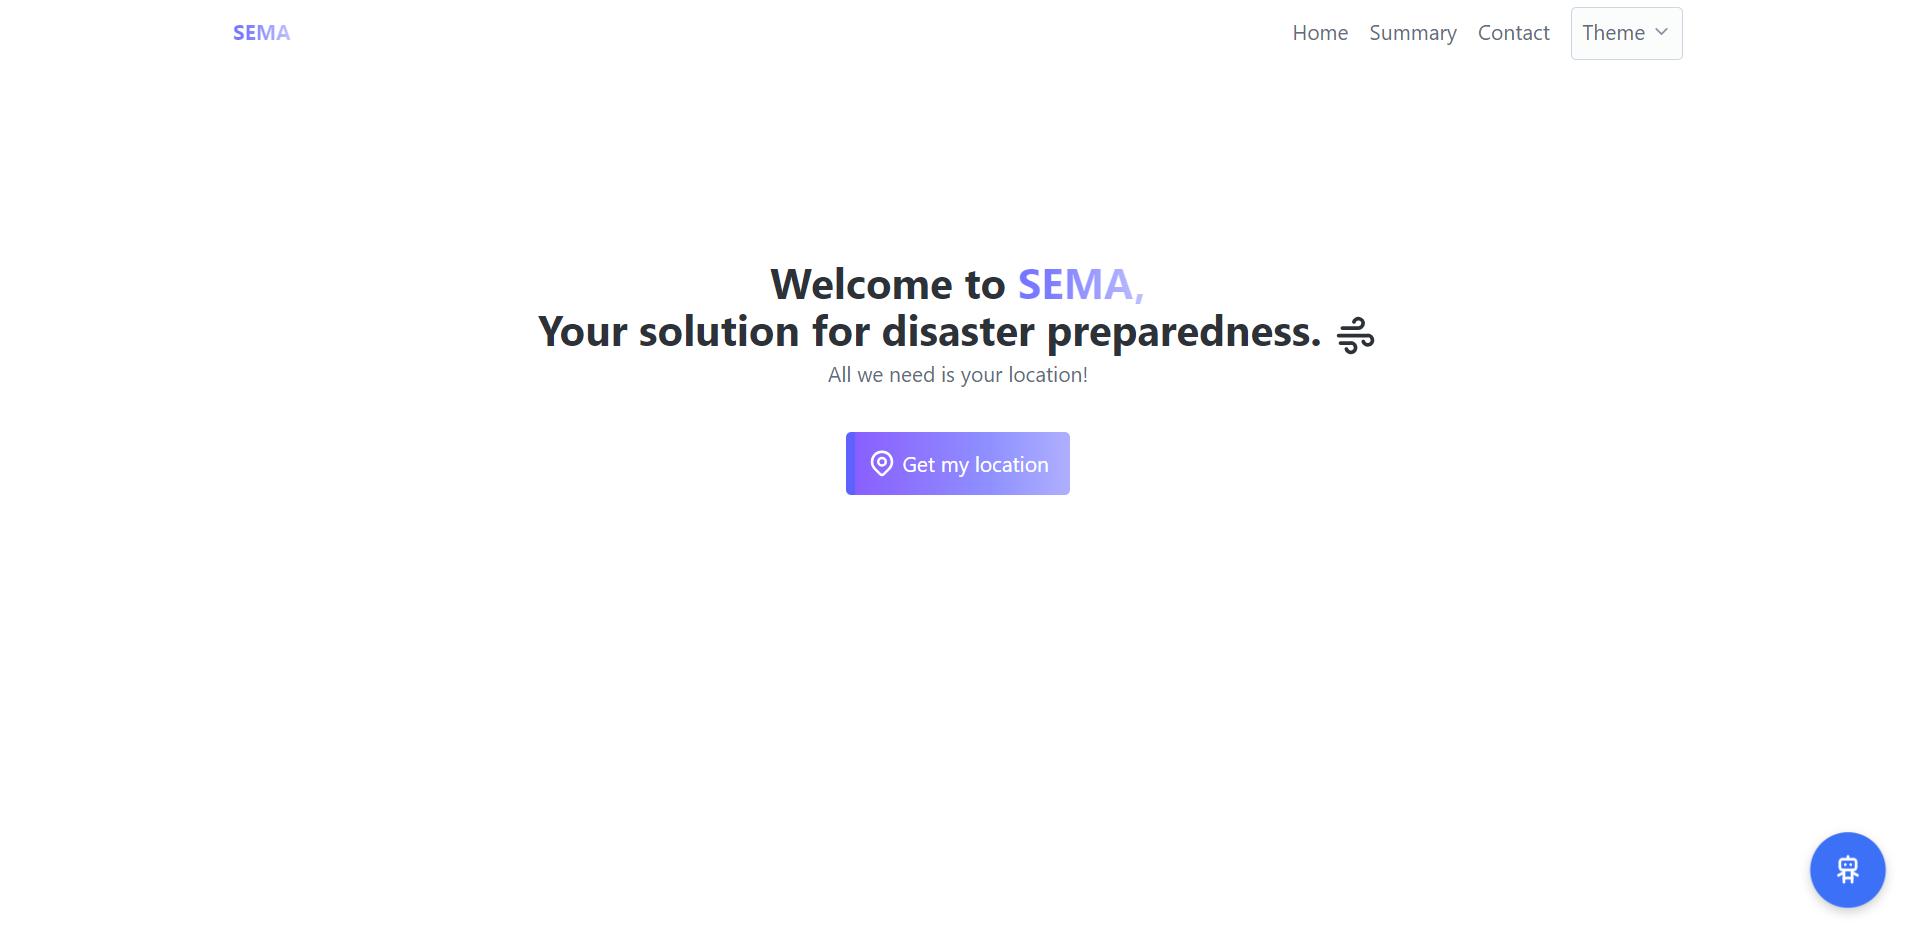 SEMA
Home Summary Contact Theme
Welcome to SEMA,
Your solution for disaster preparedness.
All we need is your location!
Get my location